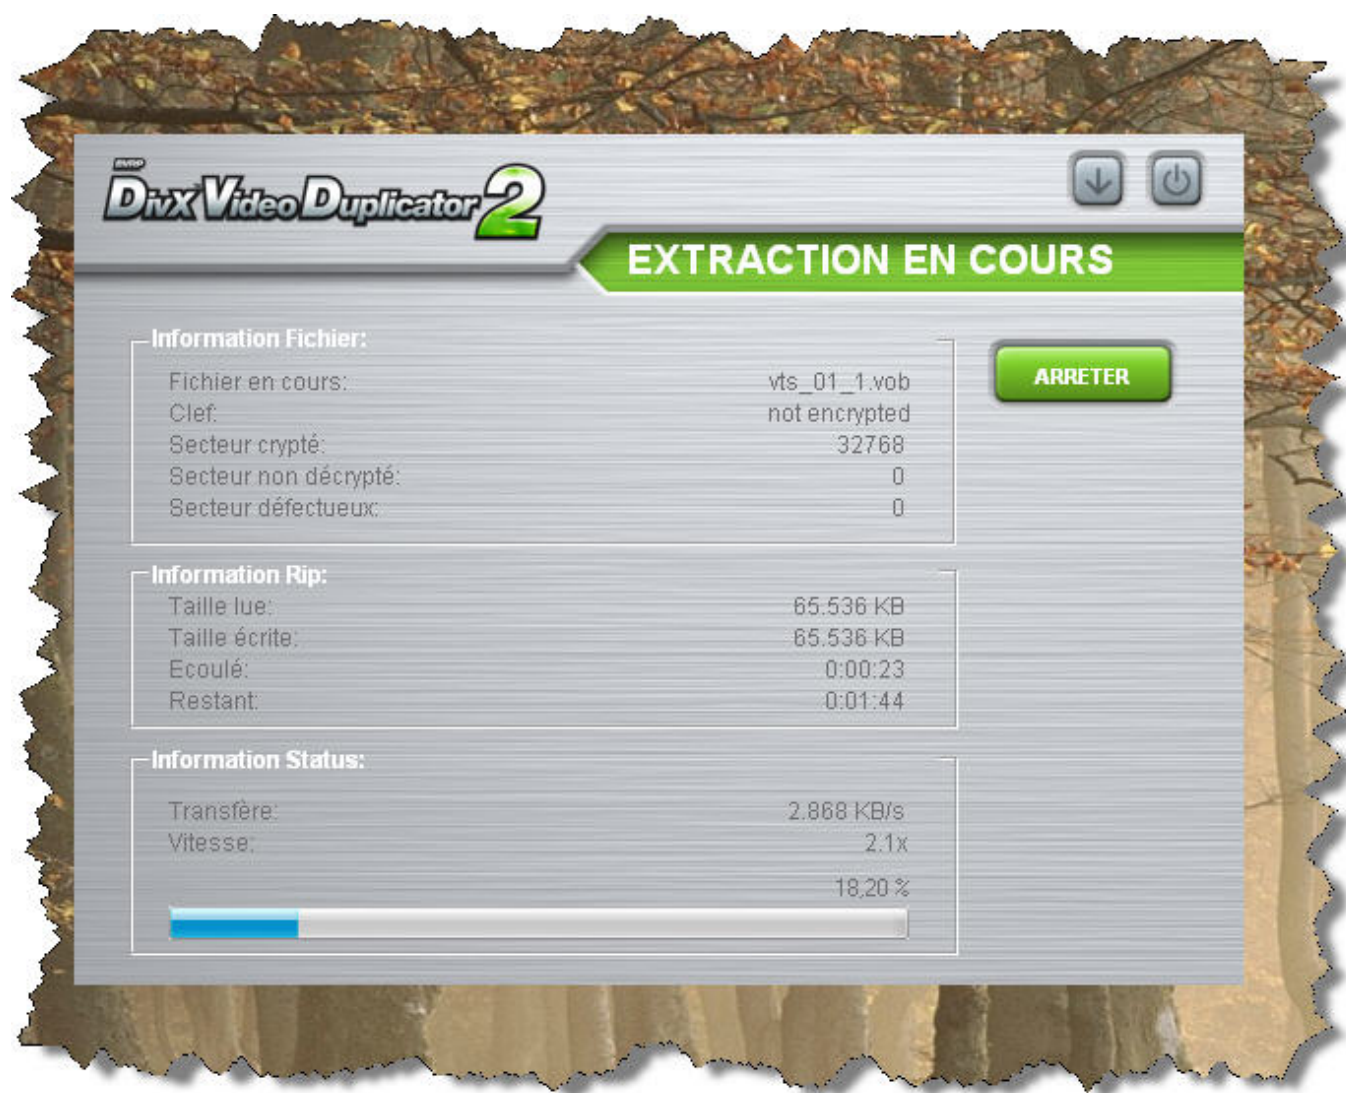 BVRP
DivX Video Duplicator 2
EXTRACTION EN COURS
Information Fichier:
ARRETER
Fichier en cours: vts_01_1.vob
Clef: not encrypted
Secteur crypté: 32768
Secteur non décrypté: 0
Secteur défectueux: 0
Information Rip:
Taille lue: 65.536 KB
Taille écrite: 65.536 KB
Ecoulé: 0:00:23
Restant: 0:01:44
Information Status:
Transfère: 2.868 KB/s
Vitesse: 2.1x
18,20 %